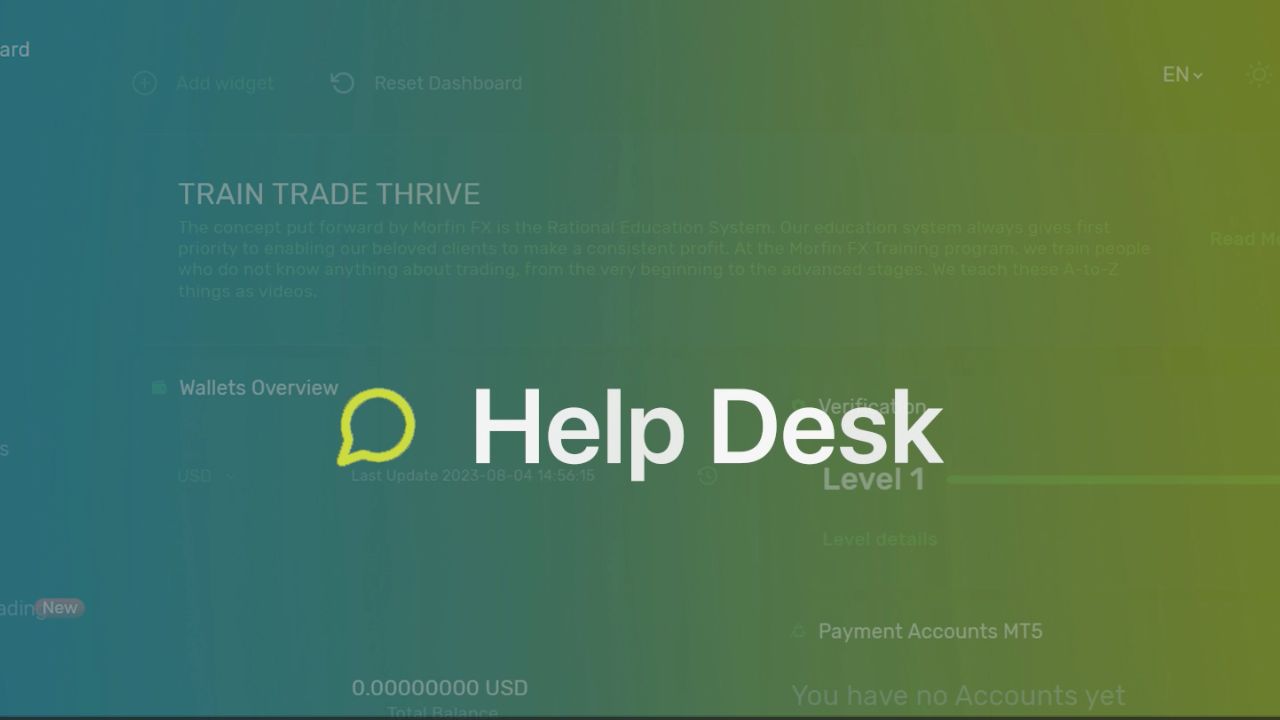 ard
Add widget
Reset Dashboard
EN
TRAIN TRADE THRIVE
The concept put forward by Morfin FX is the Rational Education System. Our education system always gives first
priority to enabling our beloved clients to make a consistent profit. At the Morfin FX Training program, we train people
who do not know anything about trading, from the very beginning to the advanced stages. We teach these A-to-Z
things as videos.
Read Mo
Wallets Overview
Help Desk
Verification
s
USD
Last Update 2023-08-04 14:56:15
Level 1
Level details
ading
New
Payment Accounts MT5
0.00000000 USD
You have no Accounts yet
Total Balance